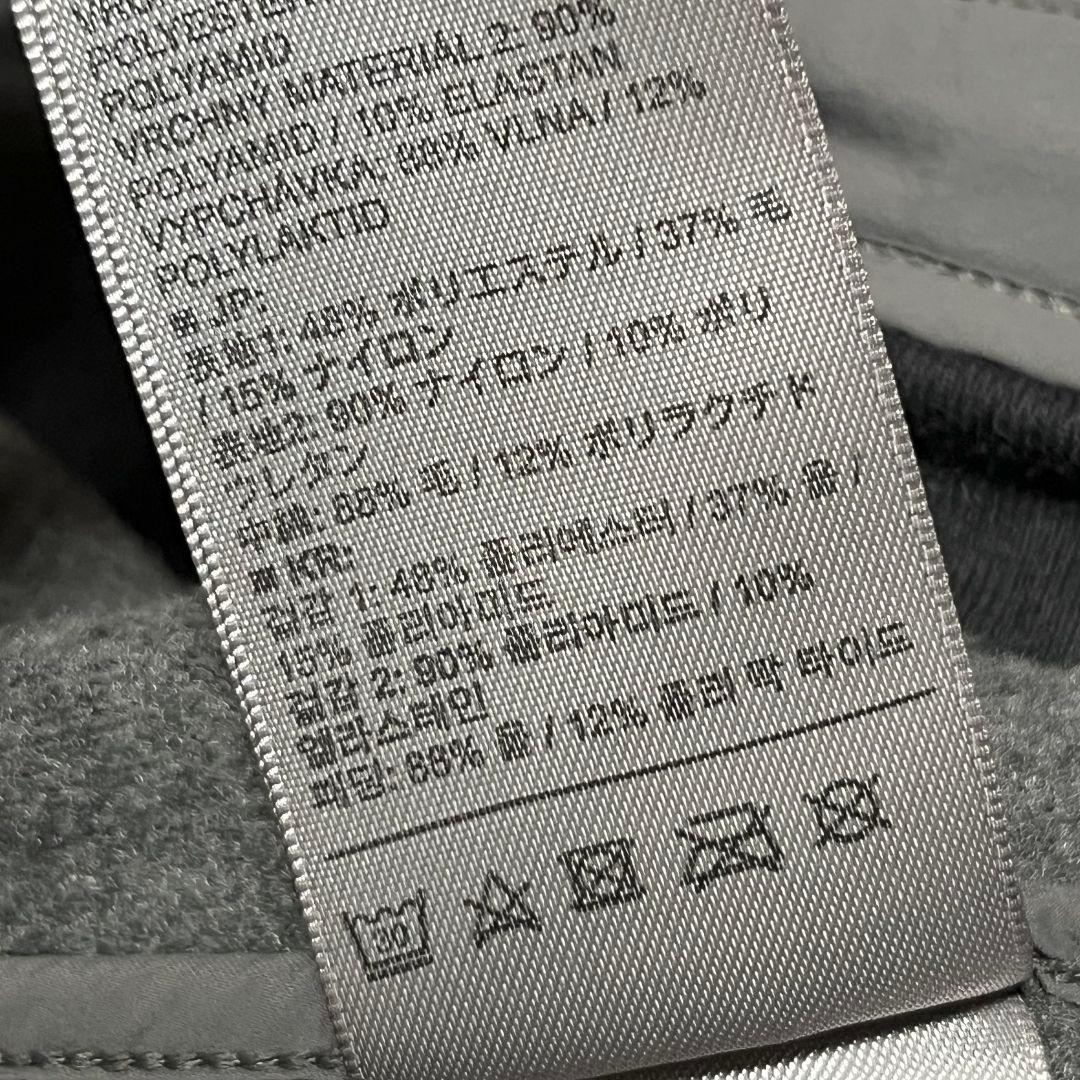 POLYESTER
POLYAMID
VRCHNY MATERIAL 2: 90%
POLYAMID / 10% ELASTAN
VYPCHAVKA: 88% VLNA / 12%
POLYLAKTID
■ JP:
表地1: 48% ポリエステル / 37% 毛
/ 15% ナイロン
表地2: 90% ナイロン / 10% ポリ
ウレタン
中綿: 88% 毛 / 12% ポリラクチド
■ KR:
겉감 1: 48% 폴리에스터 / 37% 울 /
15% 폴리아미드
겉감 2: 90% 폴리아미드 / 10%
엘라스테인
패딩: 88% 울 / 12% 폴리 락 타이드
30